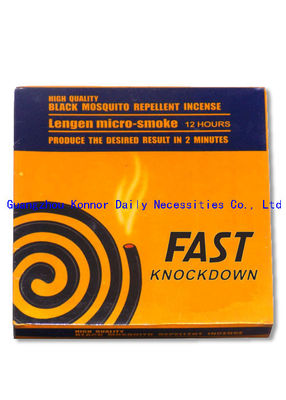 HIGH QUALITY
BLACK MOSQUITO REPELLENT INCENSE
Lengen micro-smoke 12 HOURS
PRODUCE THE DESIRED RESULT IN 2 MINUTES
Konnor Daily Necessities Co., Ltd
FAST
KNOCKDOWN
HIGH QUALITY
BLACK MOSQUITO REPELLENT INCENSE